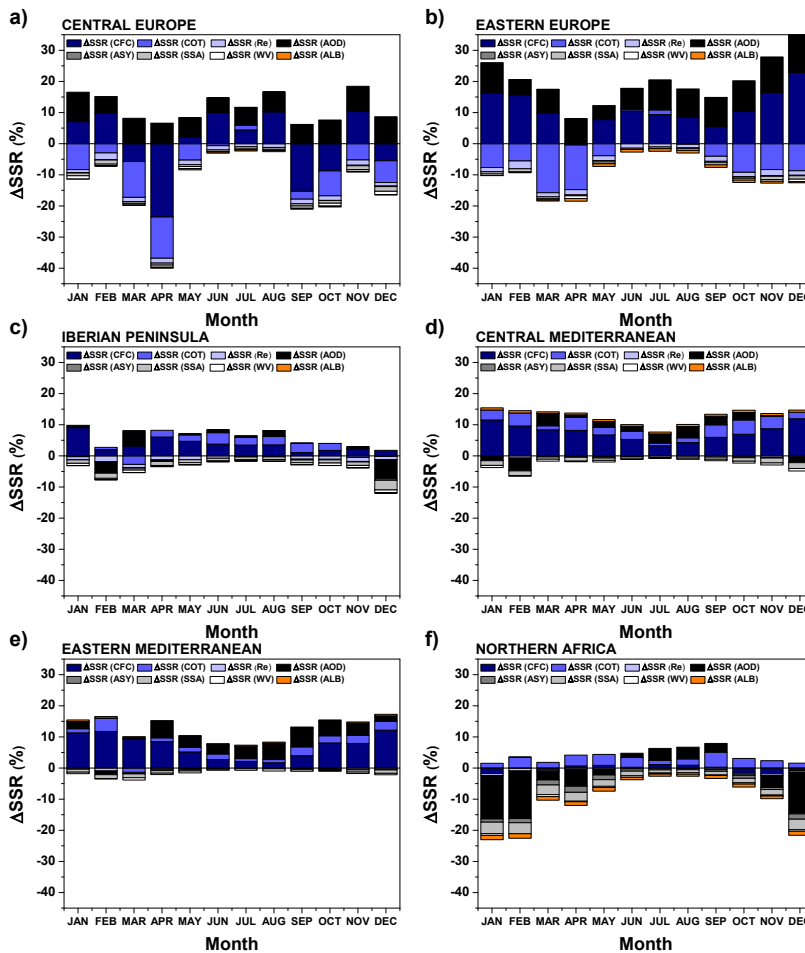 a) CENTRAL EUROPE
ΔSSR (CFC) ΔSSR (COT) ΔSSR (Re) ΔSSR (AOD)
ΔSSR (ASY) ΔSSR (SSA) ΔSSR (WV) ΔSSR (ALB)
30
20
10
0
-10
-20
-30
-40
ΔSSR (%)
JAN FEB MAR APR MAY JUN JUL AUG SEP OCT NOV DEC
Month
b) EASTERN EUROPE
ΔSSR (CFC) ΔSSR (COT) ΔSSR (Re) ΔSSR (AOD)
ΔSSR (ASY) ΔSSR (SSA) ΔSSR (WV) ΔSSR (ALB)
30
20
10
0
-10
-20
-30
-40
ΔSSR (%)
JAN FEB MAR APR MAY JUN JUL AUG SEP OCT NOV DEC
Month
c) IBERIAN PENINSULA
ΔSSR (CFC) ΔSSR (COT) ΔSSR (Re) ΔSSR (AOD)
ΔSSR (ASY) ΔSSR (SSA) ΔSSR (WV) ΔSSR (ALB)
30
20
10
0
-10
-20
-30
-40
ΔSSR (%)
JAN FEB MAR APR MAY JUN JUL AUG SEP OCT NOV DEC
Month
d) CENTRAL MEDITERRANEAN
ΔSSR (CFC) ΔSSR (COT) ΔSSR (Re) ΔSSR (AOD)
ΔSSR (ASY) ΔSSR (SSA) ΔSSR (WV) ΔSSR (ALB)
30
20
10
0
-10
-20
-30
-40
ΔSSR (%)
JAN FEB MAR APR MAY JUN JUL AUG SEP OCT NOV DEC
Month
e) EASTERN MEDITERRANEAN
ΔSSR (CFC) ΔSSR (COT) ΔSSR (Re) ΔSSR (AOD)
ΔSSR (ASY) ΔSSR (SSA) ΔSSR (WV) ΔSSR (ALB)
30
20
10
0
-10
-20
-30
-40
ΔSSR (%)
JAN FEB MAR APR MAY JUN JUL AUG SEP OCT NOV DEC
Month
f) NORTHERN AFRICA
ΔSSR (CFC) ΔSSR (COT) ΔSSR (Re) ΔSSR (AOD)
ΔSSR (ASY) ΔSSR (SSA) ΔSSR (WV) ΔSSR (ALB)
30
20
10
0
-10
-20
-30
-40
ΔSSR (%)
JAN FEB MAR APR MAY JUN JUL AUG SEP OCT NOV DEC
Month